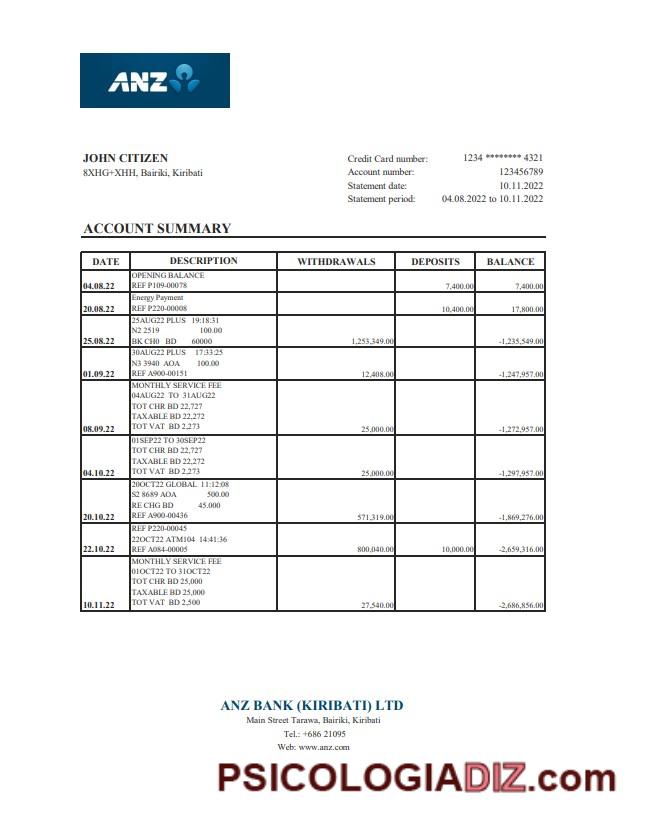 ANZ
JOHN CITIZEN
8XHG+XHH, Bairiki, Kiribati
Credit Card number: 1234 ******** 4321
Account number: 123456789
Statement date: 10.11.2022
Statement period: 04.08.2022 to 10.11.2022
ACCOUNT SUMMARY
DATE DESCRIPTION WITHDRAWALS DEPOSITS BALANCE
OPENING BALANCE
04.08.22 REF P109-00078 7,400.00 7,400.00
Energy Payment
20.08.22 REF P220-00008 10,400.00 17,800.00
25AUG22 PLUS 19:18:31
N2 2519 100.00
25.08.22 BK CH0 BD 60000 1,253,349.00 -1,235,549.00
30AUG22 PLUS 17:33:25
N3 3940 AOA 100.00
01.09.22 REF A900-00151 12,408.00 -1,247,957.00
MONTHLY SERVICE FEE
04AUG22 TO 31AUG22
TOT CHR BD 22,727
TAXABLE BD 22,272
08.09.22 TOT VAT BD 2,273 25,000.00 -1,272,957.00
01SEP22 TO 30SEP22
TOT CHR BD 22,727
TAXABLE BD 22,272
04.10.22 TOT VAT BD 2,273 25,000.00 -1,297,957.00
20OCT22 GLOBAL 11:12:08
S2 8689 AOA 500.00
RE CHG BD 45.000
20.10.22 REF A900-00436 571,319.00 -1,869,276.00
REF P220-00045
22OCT22 ATM104 14:41:36
22.10.22 REF A084-00005 800,040.00 10,000.00 -2,659,316.00
MONTHLY SERVICE FEE
01OCT22 TO 31OCT22
TOT CHR BD 25,000
TAXABLE BD 25,000
10.11.22 TOT VAT BD 2,500 27,540.00 -2,686,856.00
ANZ BANK (KIRIBATI) LTD
Main Street Tarawa, Bairiki, Kiribati
Tel.: +686 21095
Web: www.anz.com
PSICOLOGIADIZ.com